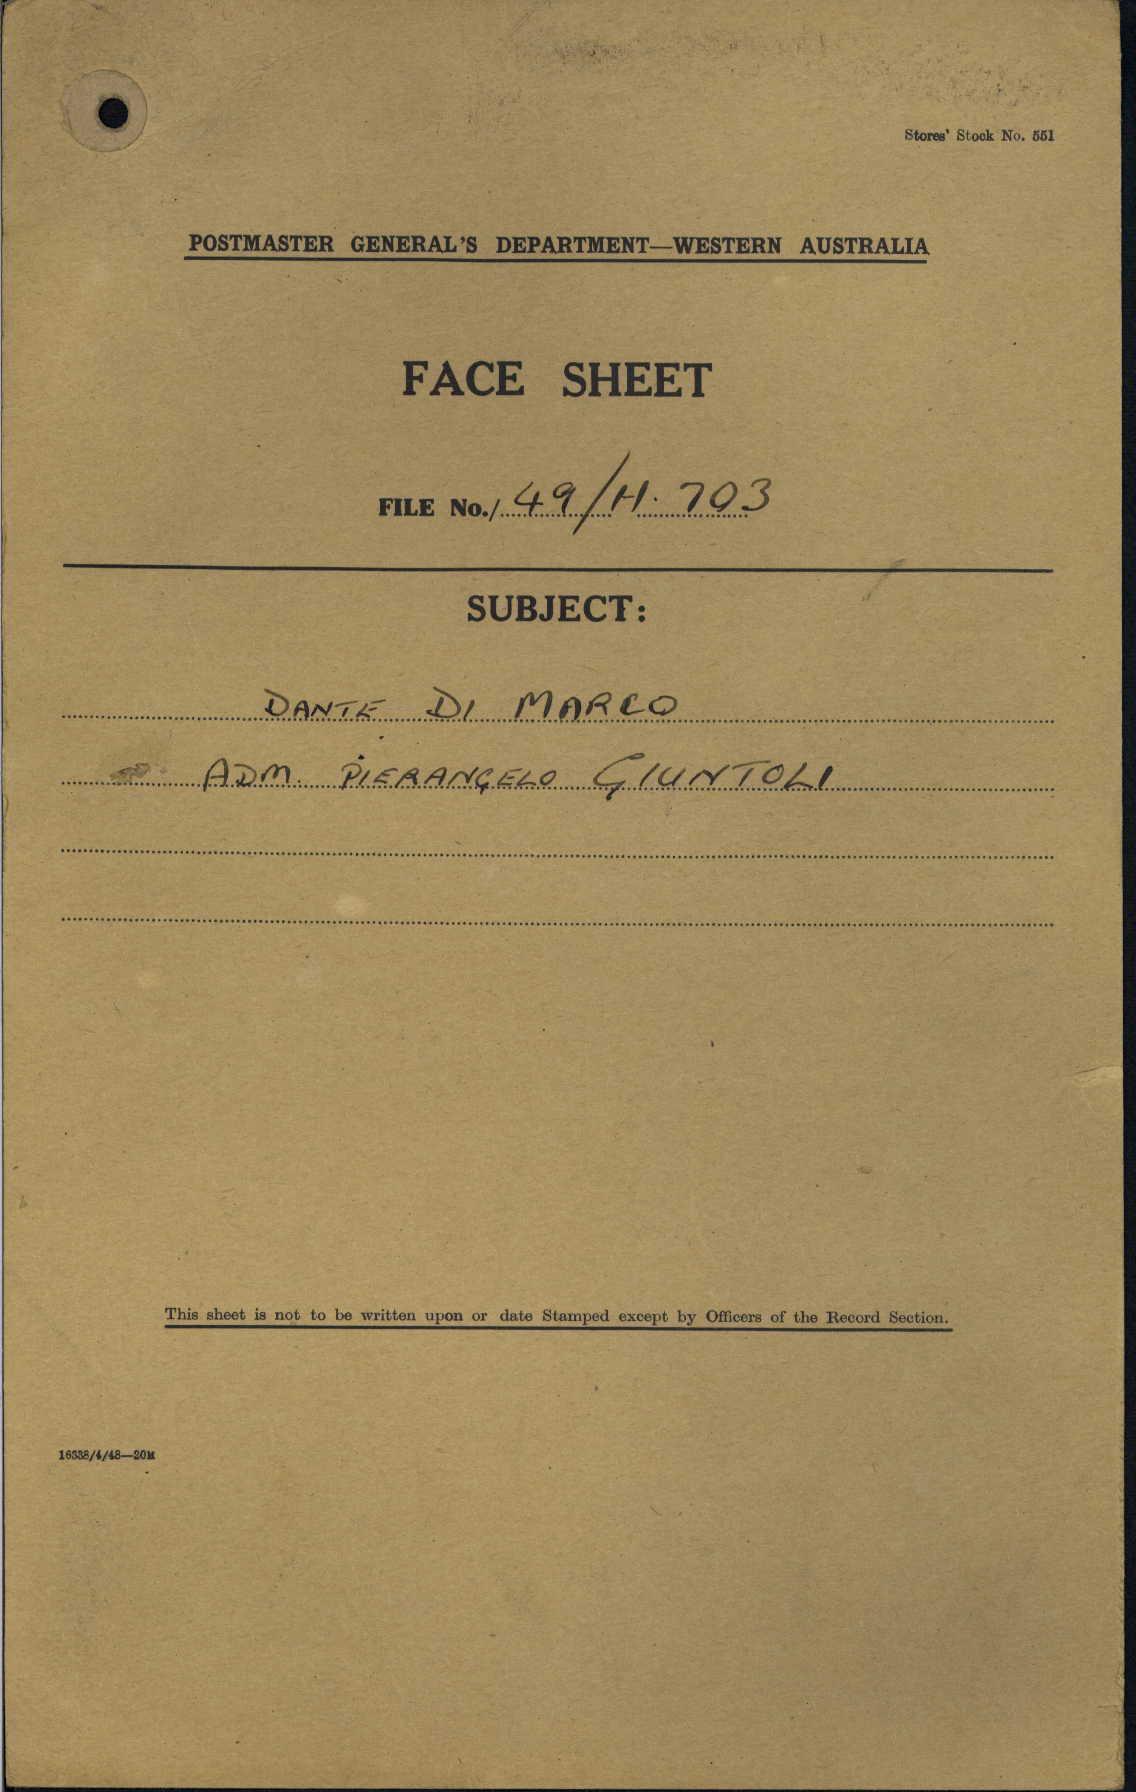 Stores' Stock No. 551
POSTMASTER GENERAL'S DEPARTMENT—WESTERN AUSTRALIA
FACE SHEET
FILE No./ 49/H. 703
SUBJECT:
DANTE DI MARCO
ADM. PIERANGELO GIUNTOLI
This sheet is not to be written upon or date Stamped except by Officers of the Record Section.
16338/4/48—20M